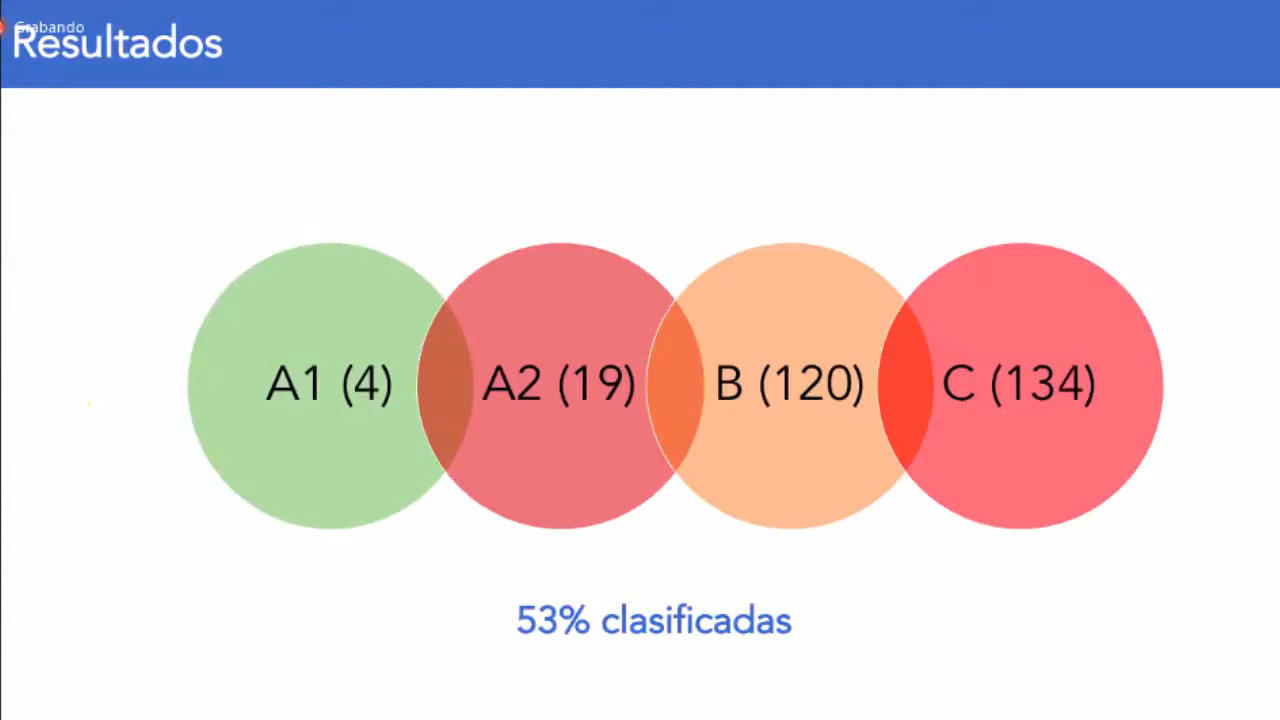 Grabando
Resultados
A1 (4) A2 (19) B (120) C (134)
53% clasificadas